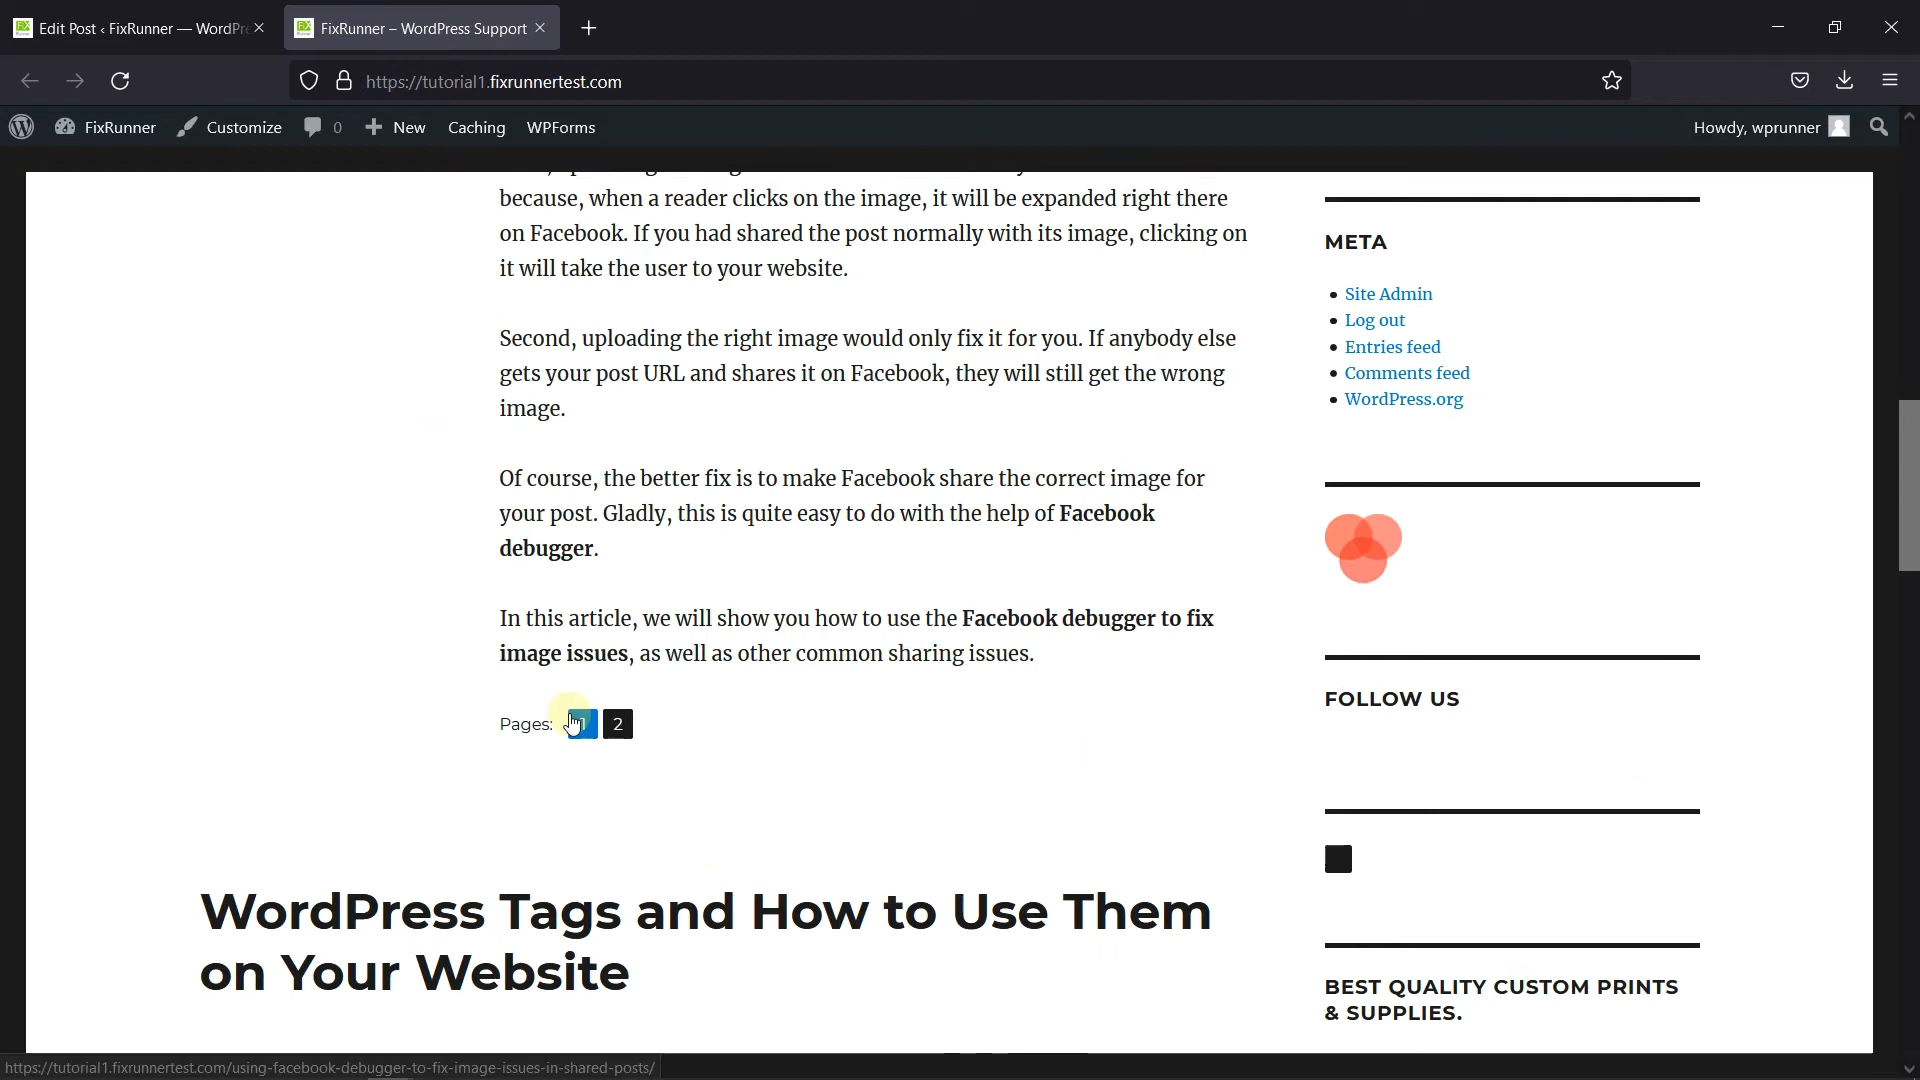 Edit Post ‹ FixRunner — WordPre
FixRunner – WordPress Support
https://tutorial1.fixrunnertest.com
FixRunner
Customize
0
New
Caching
WPForms
Howdy, wprunner
because, when a reader clicks on the image, it will be expanded right there
on Facebook. If you had shared the post normally with its image, clicking on
it will take the user to your website.
Second, uploading the right image would only fix it for you. If anybody else
gets your post URL and shares it on Facebook, they will still get the wrong
image.
Of course, the better fix is to make Facebook share the correct image for
your post. Gladly, this is quite easy to do with the help of Facebook
debugger.
In this article, we will show you how to use the Facebook debugger to fix
image issues, as well as other common sharing issues.
Pages: 1 2
WordPress Tags and How to Use Them
on Your Website
META
Site Admin
Log out
Entries feed
Comments feed
WordPress.org
FOLLOW US
BEST QUALITY CUSTOM PRINTS
& SUPPLIES.
https://tutorial1.fixrunnertest.com/using-facebook-debugger-to-fix-image-issues-in-shared-posts/